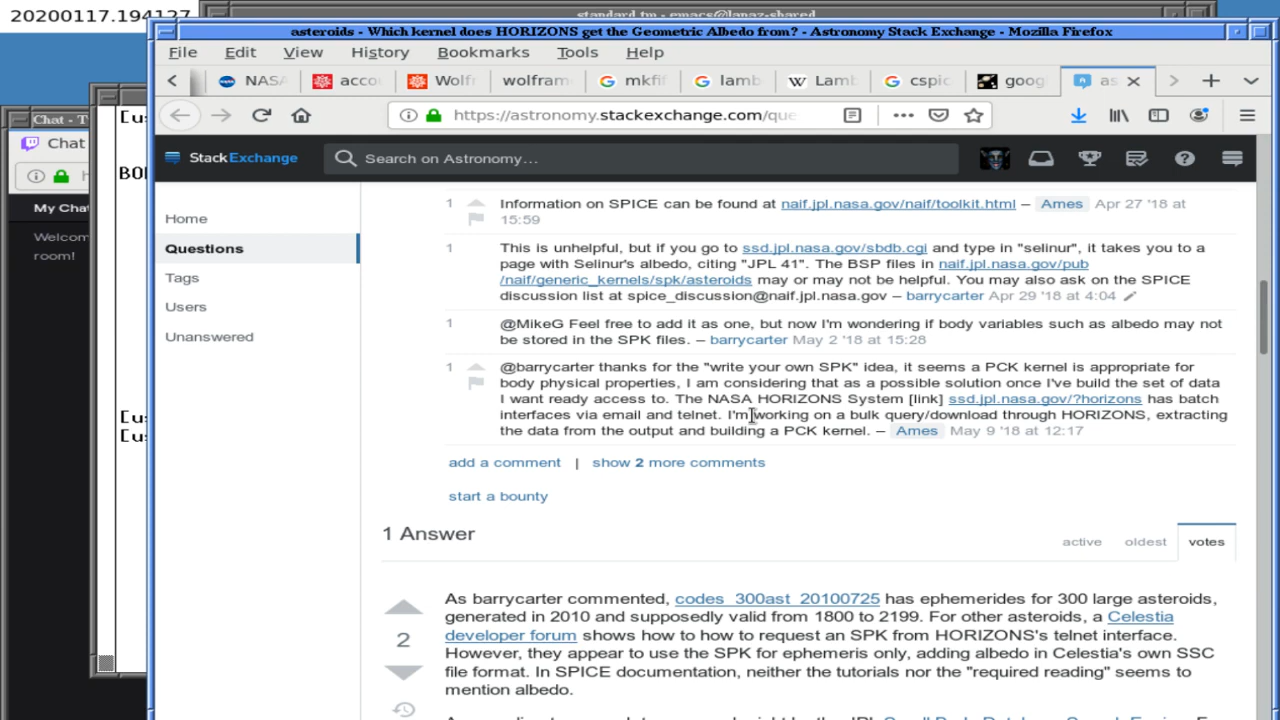 20200117.194127
standard.tm - emacs@lanaz-shared
asteroids - Which kernel does HORIZONS get the Geometric Albedo from? - Astronomy Stack Exchange - Mozilla Firefox
File Edit View History Bookmarks Tools Help
NASA acco Wolfr wolfram mkfif lamb Lamb cspic goog as
https://astronomy.stackexchange.com/que
Chat - T
Chat
My Chat
Welcom
room!
[u
BO
[u
[u
StackExchange
Search on Astronomy...
Home
Questions
Tags
Users
Unanswered
1 Information on SPICE can be found at naif.jpl.nasa.gov/naif/toolkit.html – Ames Apr 27 '18 at
15:59
1 This is unhelpful, but if you go to ssd.jpl.nasa.gov/sbdb.cgi and type in "selinur", it takes you to a
page with Selinur's albedo, citing "JPL 41". The BSP files in naif.jpl.nasa.gov/pub
/naif/generic_kernels/spk/asteroids may or may not be helpful. You may also ask on the SPICE
discussion list at spice_discussion@naif.jpl.nasa.gov – barrycarter Apr 29 '18 at 4:04
1 @MikeG Feel free to add it as one, but now I'm wondering if body variables such as albedo may not
be stored in the SPK files. – barrycarter May 2 '18 at 15:28
1 @barrycarter thanks for the "write your own SPK" idea, it seems a PCK kernel is appropriate for
body physical properties, I am considering that as a possible solution once I've build the set of data
I want ready access to. The NASA HORIZONS System [link] ssd.jpl.nasa.gov/?horizons has batch
interfaces via email and telnet. I'm working on a bulk query/download through HORIZONS, extracting
the data from the output and building a PCK kernel. – Ames May 9 '18 at 12:17
add a comment | show 2 more comments
start a bounty
1 Answer
active oldest votes
As barrycarter commented, codes_300ast_20100725 has ephemerides for 300 large asteroids,
generated in 2010 and supposedly valid from 1800 to 2199. For other asteroids, a Celestia
2
developer forum shows how to how to request an SPK from HORIZONS's telnet interface.
However, they appear to use the SPK for ephemeris only, adding albedo in Celestia's own SSC
file format. In SPICE documentation, neither the tutorials nor the "required reading" seems to
mention albedo.